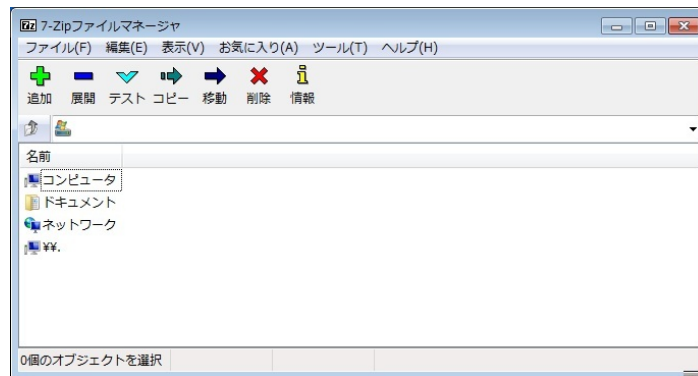 7-Zipファイルマネージャ
ファイル(F) 編集(E) 表示(V) お気に入り(A) ツール(T) ヘルプ(H)
追加 展開 テスト コピー 移動 削除 情報
名前
コンピュータ
ドキュメント
ネットワーク
¥¥.
0個のオブジェクトを選択